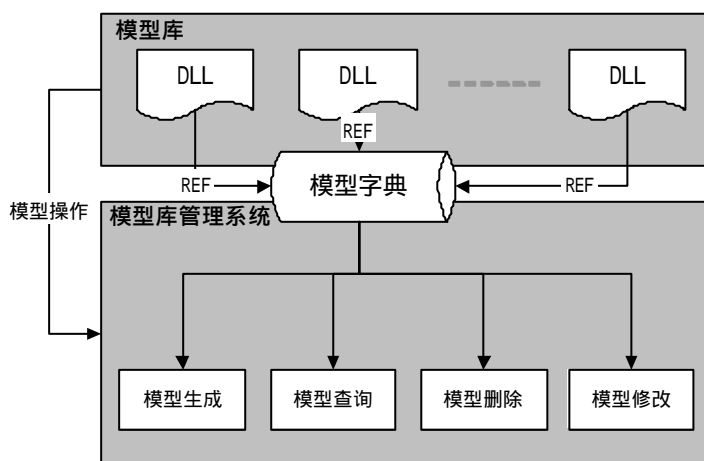 模型库
DLL
DLL
DLL
REF
REF
REF
模型字典
模型操作
模型库管理系统
模型生成
模型查询
模型删除
模型修改